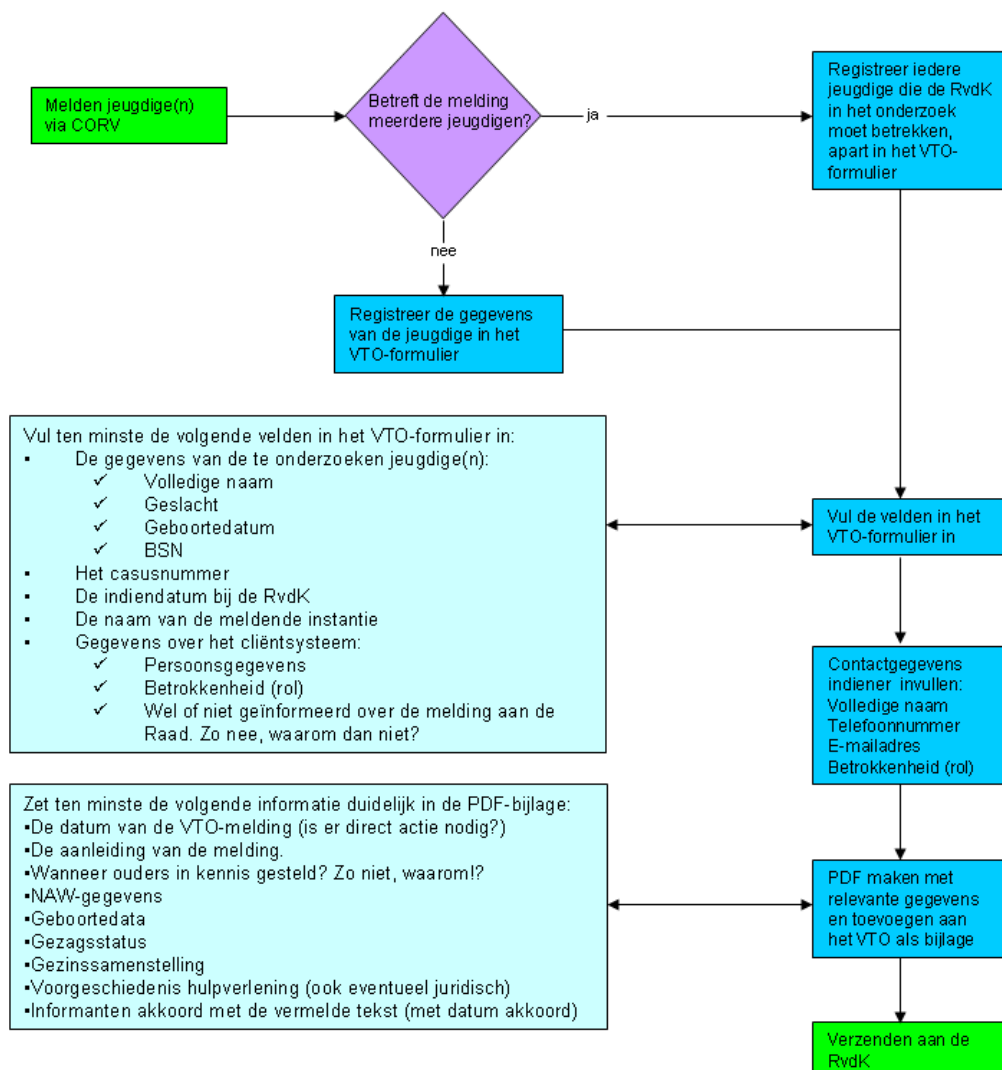 Melden jeugdige(n)
via CORV
Betreft de melding
meerdere jeugdigen?
ja
Registreer iedere
jeugdige die de RvdK
in het onderzoek
moet betrekken,
apart in het VTO-
formulier
nee
Registreer de gegevens
van de jeugdige in het
VTO-formulier
Vul ten minste de volgende velden in het VTO-formulier in:
▪ De gegevens van de te onderzoeken jeugdige(n):
✓ Volledige naam
✓ Geslacht
✓ Geboortedatum
✓ BSN
▪ Het casusnummer
▪ De indiendatum bij de RvdK
▪ De naam van de meldende instantie
▪ Gegevens over het cliëntsysteem:
✓ Persoonsgegevens
✓ Betrokkenheid (rol)
✓ Wel of niet geïnformeerd over de melding aan de
Raad. Zo nee, waarom dan niet?
Vul de velden in het
VTO-formulier in
Contactgegevens
indiener invullen:
Volledige naam
Telefoonnummer
E-mailadres
Betrokkenheid (rol)
Zet ten minste de volgende informatie duidelijk in de PDF-bijlage:
▪De datum van de VTO-melding (is er direct actie nodig?)
▪De aanleiding van de melding.
▪Wanneer ouders in kennis gesteld? Zo niet, waarom!?
▪NAW-gegevens
▪Geboortedata
▪Gezagsstatus
▪Gezinssamenstelling
▪Voorgeschiedenis hulpverlening (ook eventueel juridisch)
▪Informanten akkoord met de vermelde tekst (met datum akkoord)
PDF maken met
relevante gegevens
en toevoegen aan
het VTO als bijlage
Verzenden aan de
RvdK